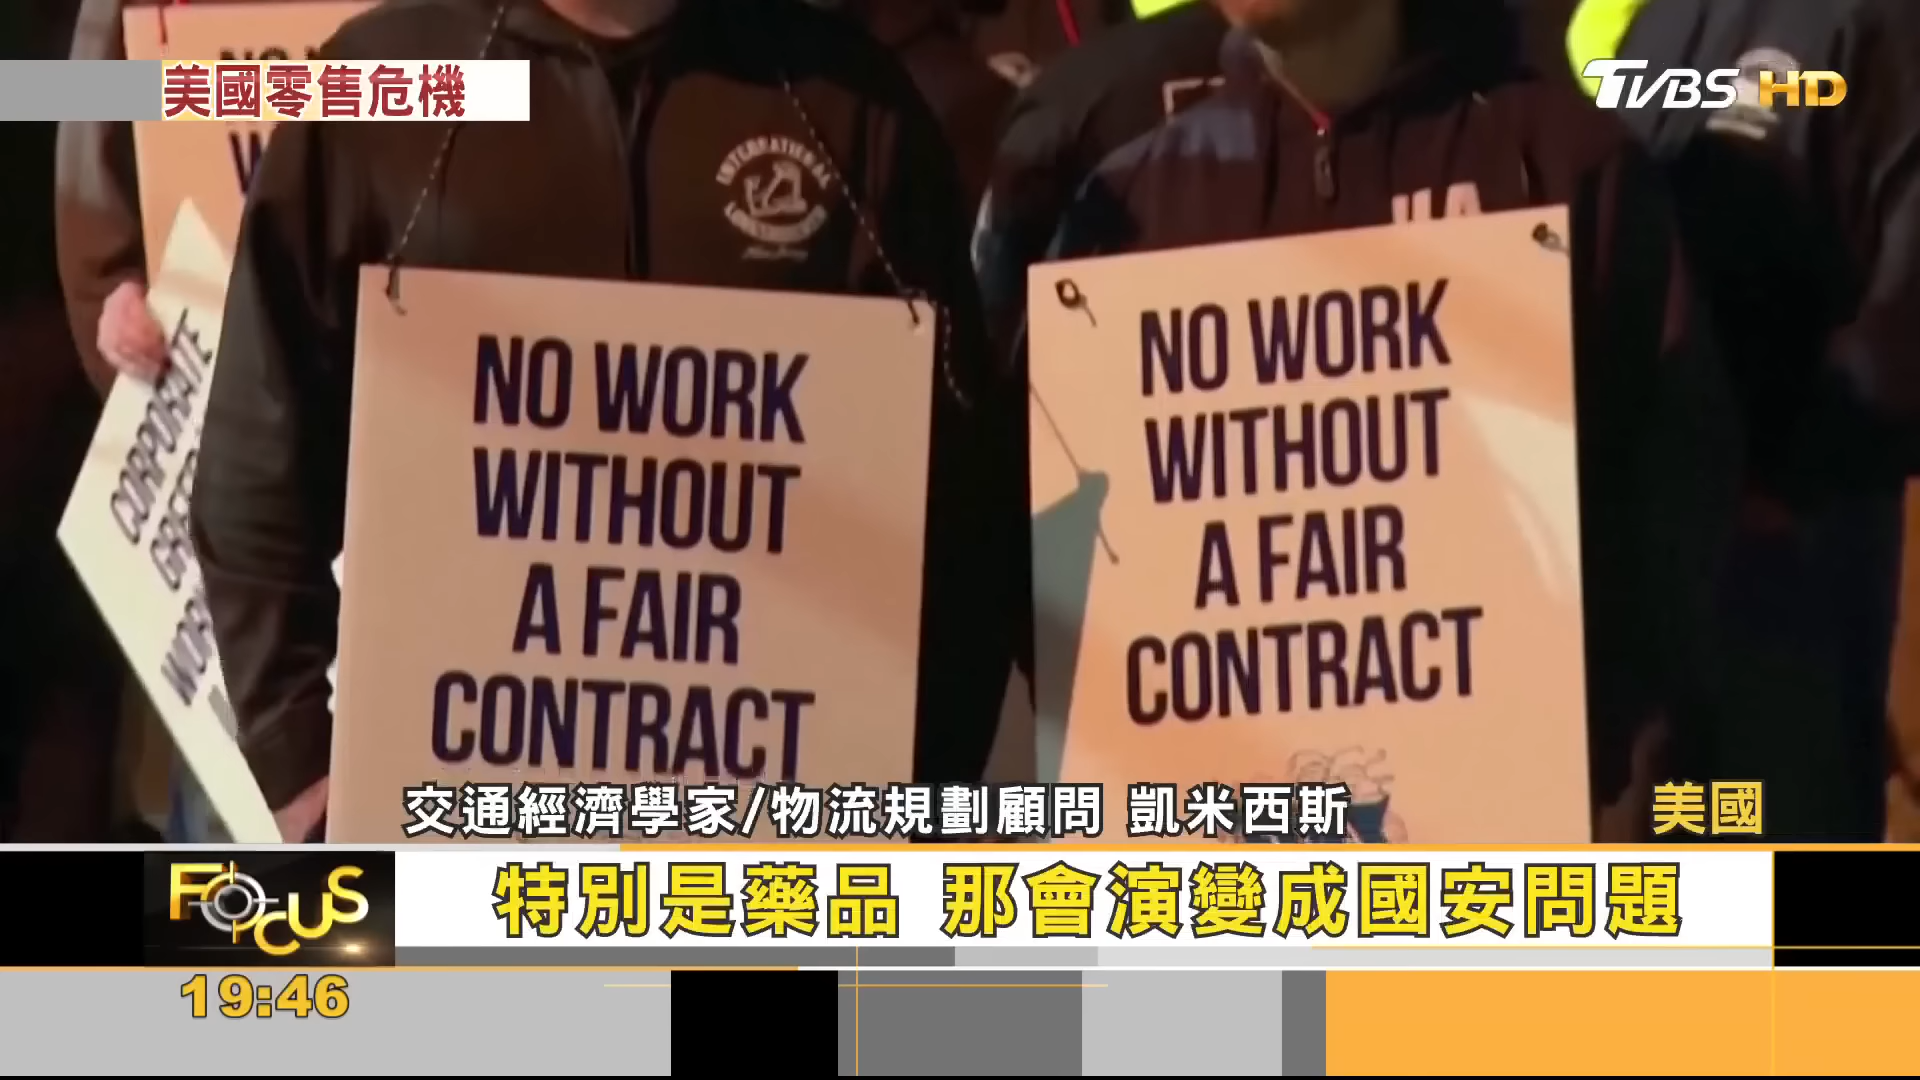 美國零售危機
TVBS HD
NO WORK
WITHOUT
A FAIR
CONTRACT
NO WORK
WITHOUT
A FAIR
CONTRACT
CORPORATE
INTERNATIONAL
交通經濟學家/物流規劃顧問 凱米西斯
美國
FOCUS
特別是藥品 那會演變成國安問題
19:46